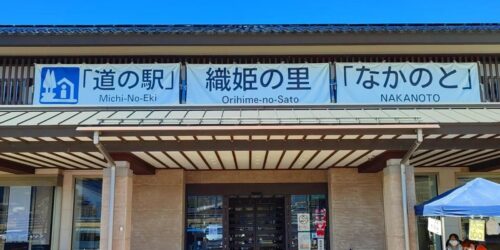 「道の駅」
Michi-No-Eki
織姫の里
Orihime-no-Sato
「なかのと」
NAKANOTO